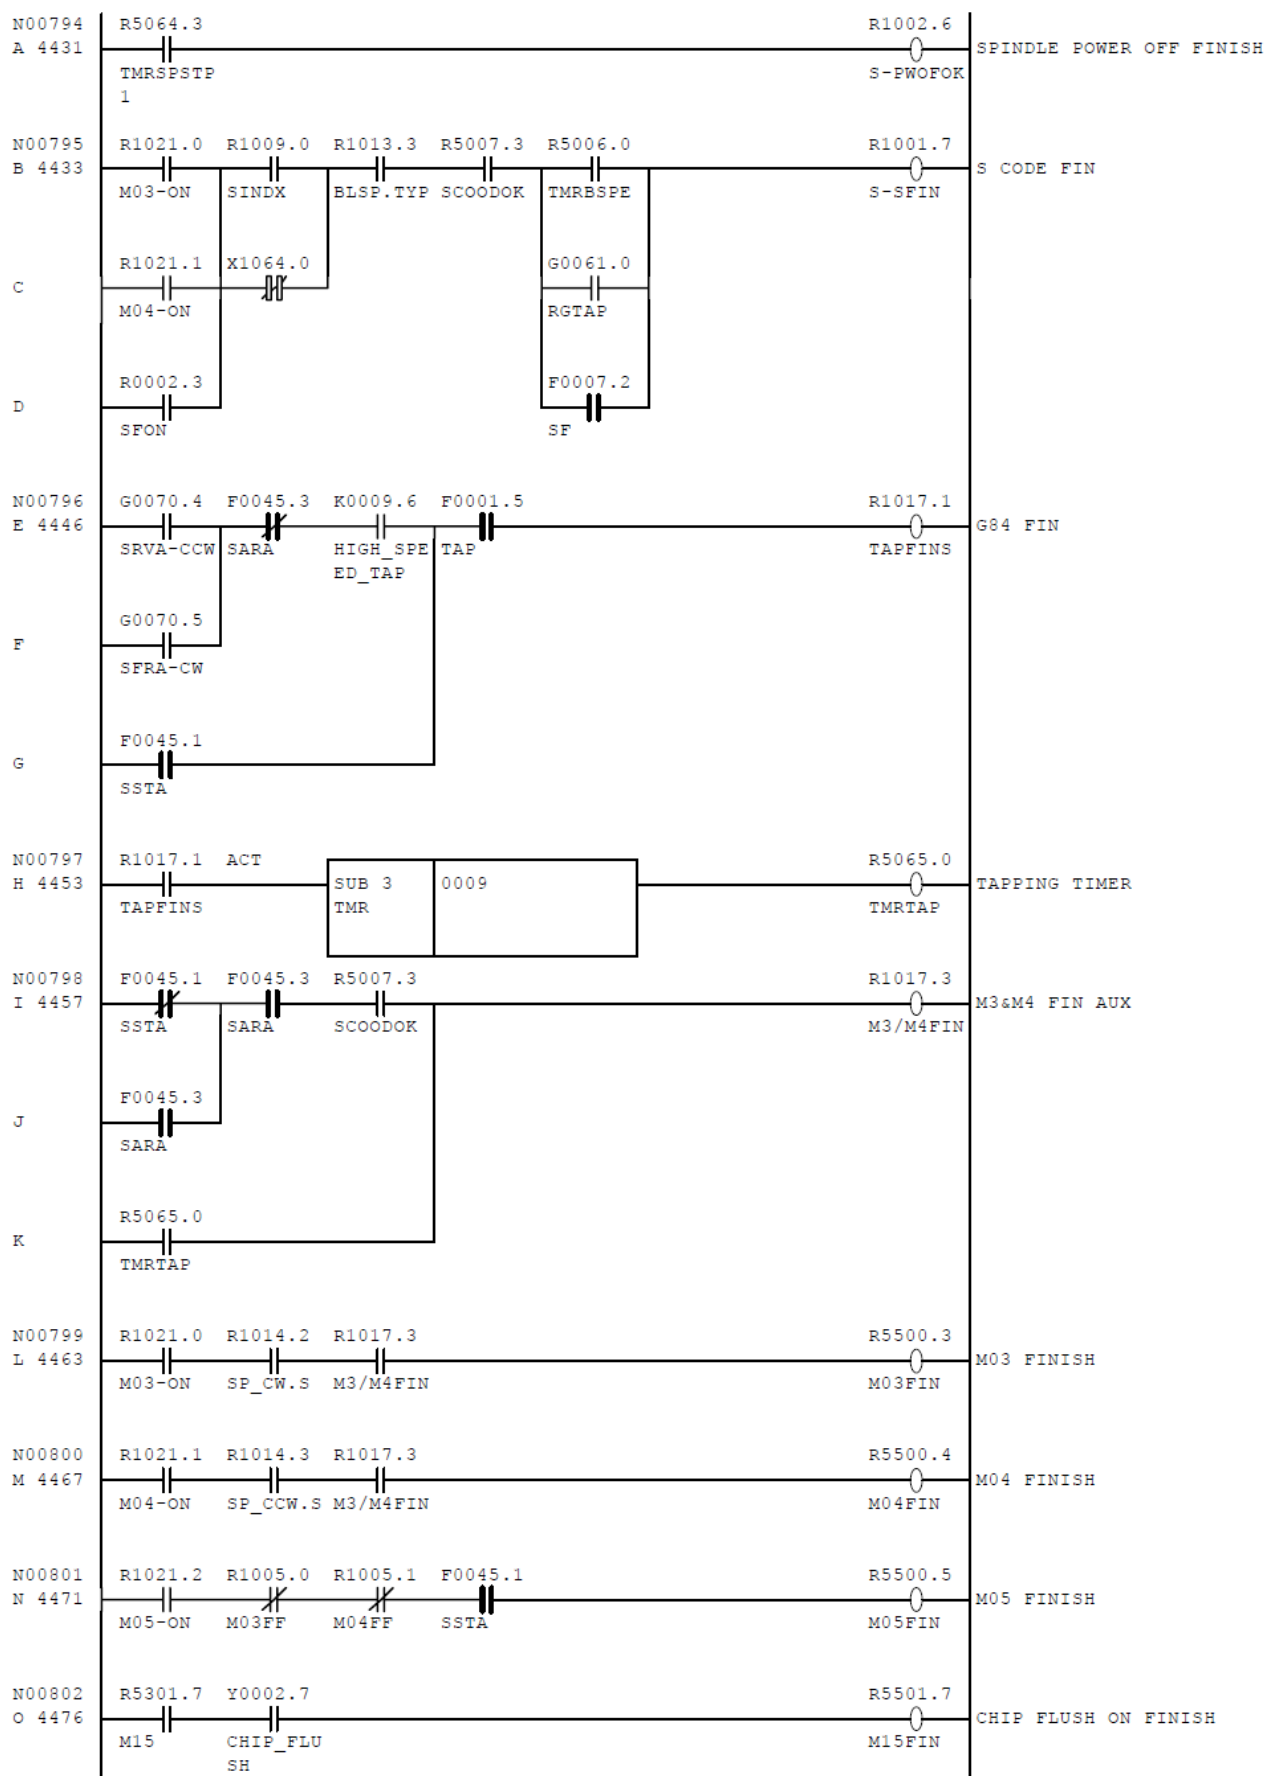 N00794 R5064.3 R1002.6
A 4431 SPINDLE POWER OFF FINISH
TMRSPSTP S-PWOFOK
1
N00795 R1021.0 R1009.0 R1013.3 R5007.3 R5006.0 R1001.7
B 4433 S CODE FIN
M03-ON SINDX BLSP.TYP SCOODOK TMRBSPE S-SFIN
R1021.1 X1064.0 G0061.0
C
M04-ON RGTAP
R0002.3 F0007.2
D
SFON SF
N00796 G0070.4 F0045.3 K0009.6 F0001.5 R1017.1
E 4446 G84 FIN
SRVA-CCW SARA HIGH_SPE TAP TAPFINS
ED_TAP
G0070.5
F
SFRA-CW
F0045.1
G
SSTA
N00797 R1017.1 ACT R5065.0
H 4453 SUB 3 0009 TAPPING TIMER
TAPFINS TMR TMRTAP
N00798 F0045.1 F0045.3 R5007.3 R1017.3
I 4457 M3&M4 FIN AUX
SSTA SARA SCOODOK M3/M4FIN
F0045.3
J
SARA
R5065.0
K
TMRTAP
N00799 R1021.0 R1014.2 R1017.3 R5500.3
L 4463 M03 FINISH
M03-ON SP_CW.S M3/M4FIN M03FIN
N00800 R1021.1 R1014.3 R1017.3 R5500.4
M 4467 M04 FINISH
M04-ON SP_CCW.S M3/M4FIN M04FIN
N00801 R1021.2 R1005.0 R1005.1 F0045.1 R5500.5
N 4471 M05 FINISH
M05-ON M03FF M04FF SSTA M05FIN
N00802 R5301.7 Y0002.7 R5501.7
O 4476 CHIP FLUSH ON FINISH
M15 CHIP_FLU M15FIN
SH